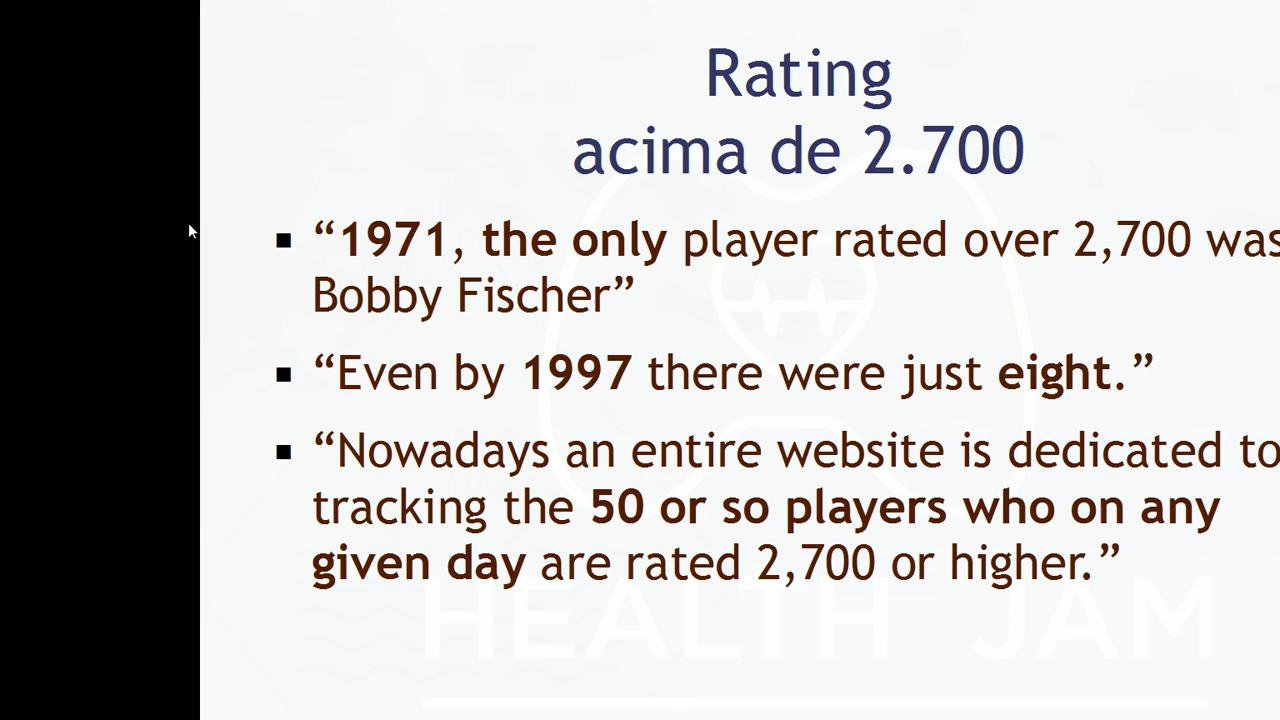 Rating
acima de 2.700
“1971, the only player rated over 2,700 was
Bobby Fischer”
“Even by 1997 there were just eight.”
“Nowadays an entire website is dedicated to
tracking the 50 or so players who on any
given day are rated 2,700 or higher.”
HEALTH JAM